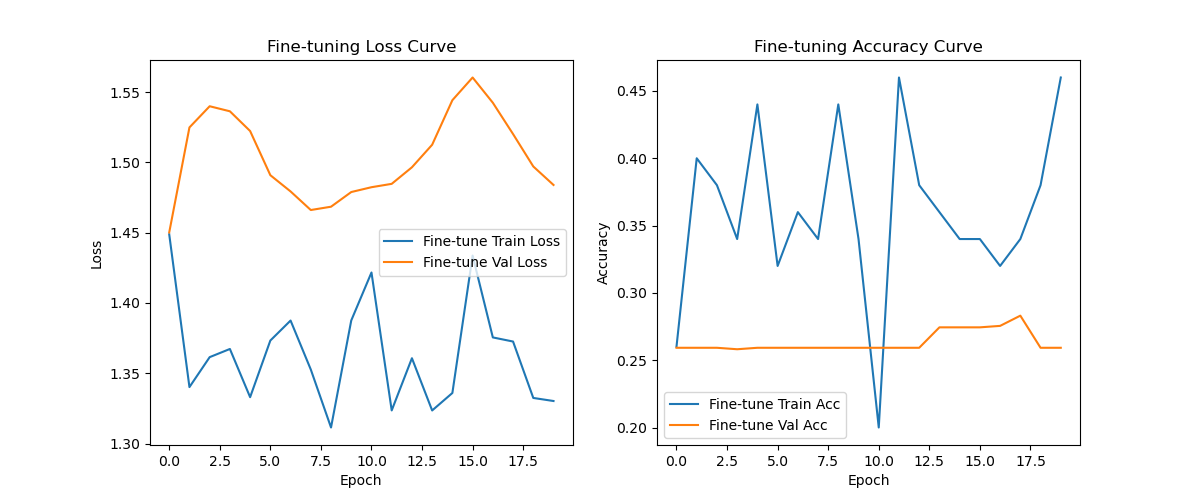 Fine-tuning Loss Curve
Loss
1.55
1.50
1.45
1.40
1.35
1.30
Fine-tune Train Loss
Fine-tune Val Loss
0.0 2.5 5.0 7.5 10.0 12.5 15.0 17.5
Epoch
Fine-tuning Accuracy Curve
Accuracy
0.45
0.40
0.35
0.30
0.25
0.20
Fine-tune Train Acc
Fine-tune Val Acc
0.0 2.5 5.0 7.5 10.0 12.5 15.0 17.5
Epoch